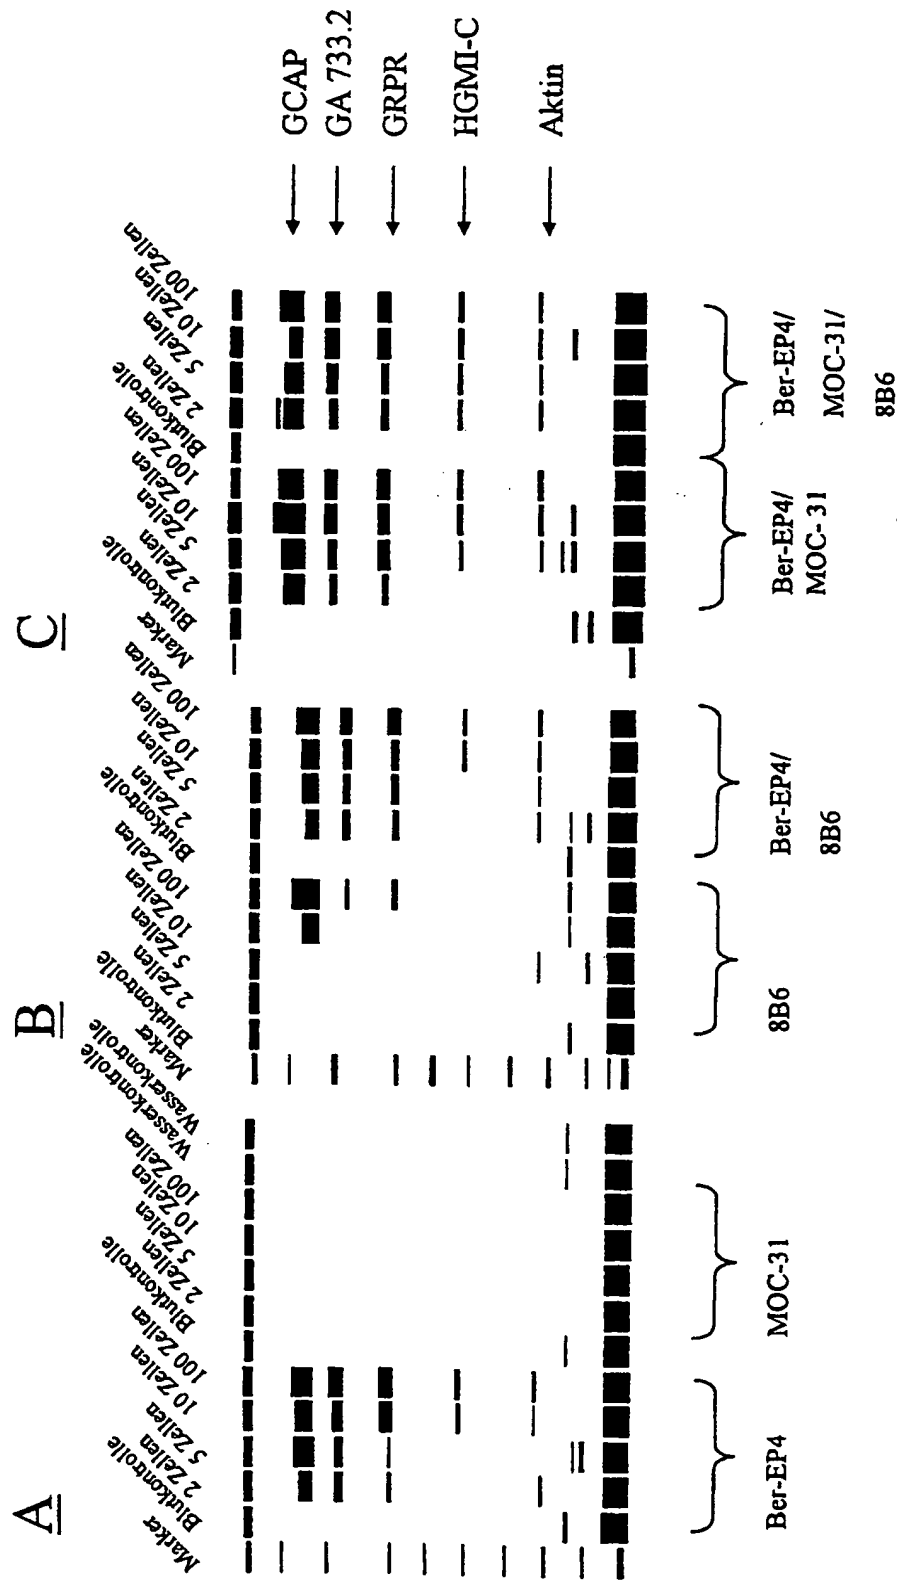 A
Marker
Blutkontrolle
2 Zellen
5 Zellen
10 Zellen
100 Zellen
Blutkontrolle
2 Zellen
5 Zellen
10 Zellen
100 Zellen
Wasserkontrolle
Wasserkontrolle
Ber-EP4
MOC-31
B
Marker
Blutkontrolle
2 Zellen
5 Zellen
10 Zellen
100 Zellen
Blutkontrolle
2 Zellen
5 Zellen
10 Zellen
100 Zellen
8B6
Ber-EP4/
8B6
C
Marker
Blutkontrolle
2 Zellen
5 Zellen
10 Zellen
100 Zellen
Blutkontrolle
2 Zellen
5 Zellen
10 Zellen
100 Zellen
Ber-EP4/
MOC- 31
Ber-EP4/
MOC-31/
8B6
GCAP
GA 733.2
GRPR
HGMI-C
Aktin